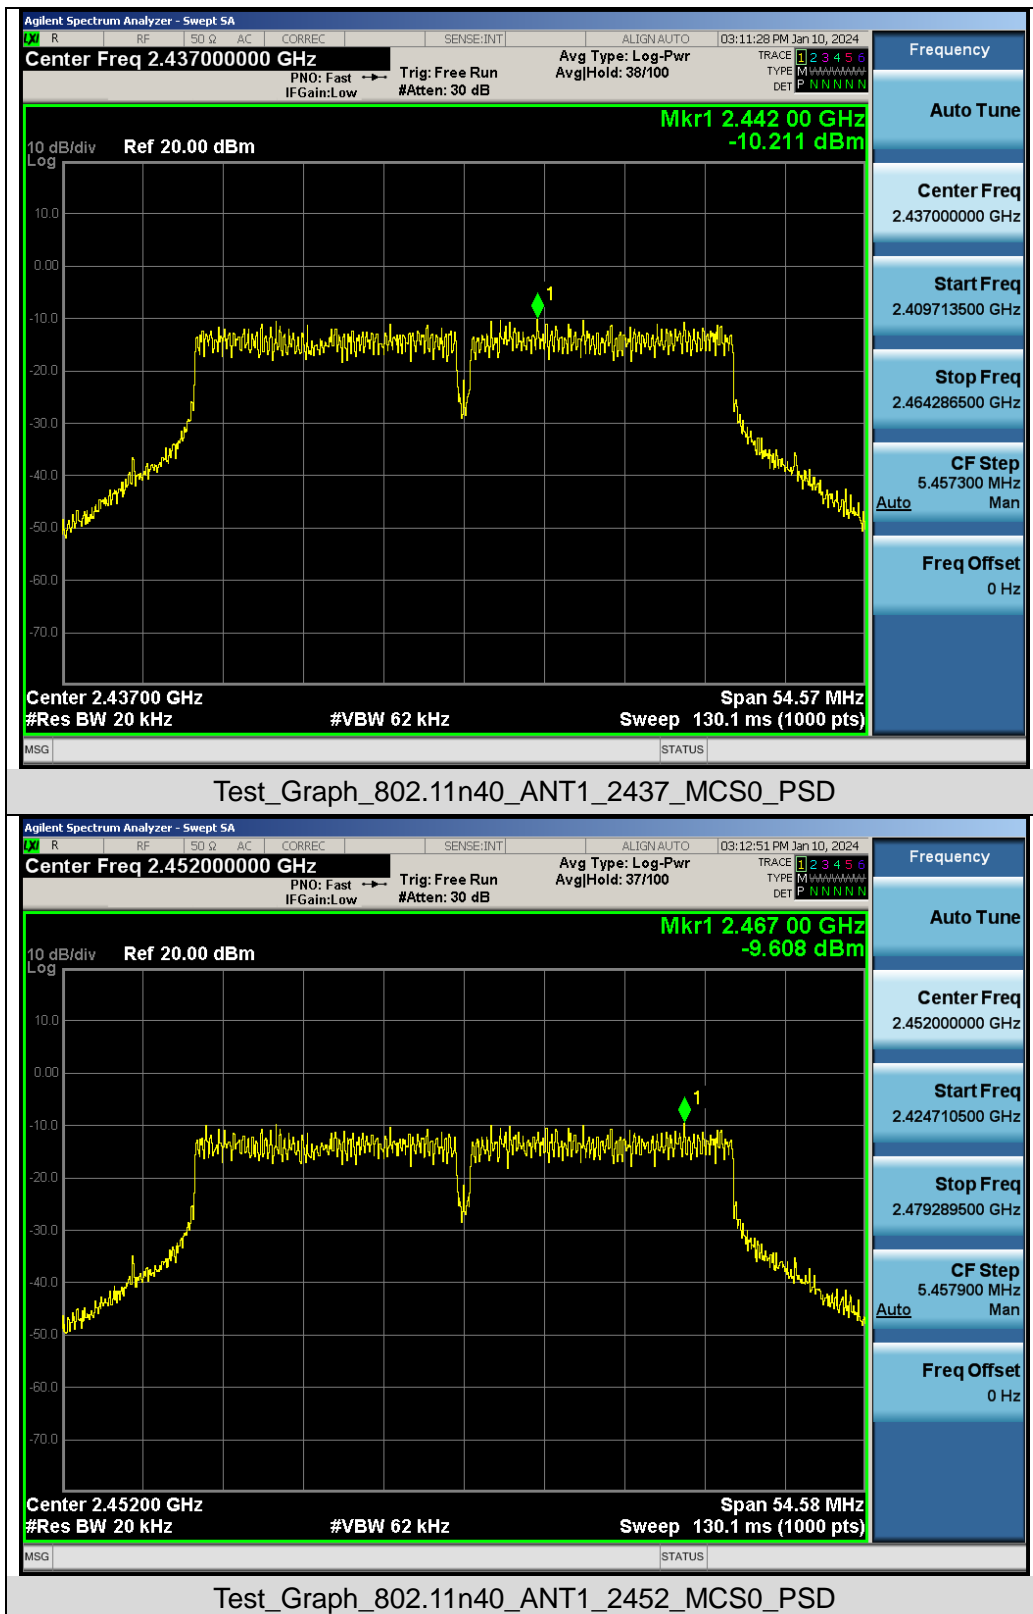 Agilent Spectrum Analyzer - Swept SA
LXI R RF 50 Ω AC CORREC SENSE:INT ALIGN AUTO 03:11:28 PM Jan 10, 2024
Center Freq 2.437000000 GHz
PNO: Fast
IFGain:Low
Trig: Free Run
#Atten: 30 dB
Avg Type: Log-Pwr
Avg|Hold: 38/100
TRACE 1 2 3 4 5 6
TYPE M
DET P N N N N N
Mkr1 2.442 00 GHz
-10.211 dBm
10 dB/div Ref 20.00 dBm
Log
10.0
0.00
-10.0
-20.0
-30.0
-40.0
-50.0
-60.0
-70.0
1
Center 2.43700 GHz Span 54.57 MHz
#Res BW 20 kHz #VBW 62 kHz Sweep 130.1 ms (1000 pts)
MSG STATUS
Frequency
Auto Tune
Center Freq
2.437000000 GHz
Start Freq
2.409713500 GHz
Stop Freq
2.464286500 GHz
CF Step
5.457300 MHz
Auto Man
Freq Offset
0 Hz
Test_Graph_802.11n40_ANT1_2437_MCS0_PSD
Agilent Spectrum Analyzer - Swept SA
LXI R RF 50 Ω AC CORREC SENSE:INT ALIGN AUTO 03:12:51 PM Jan 10, 2024
Center Freq 2.452000000 GHz
PNO: Fast
IFGain:Low
Trig: Free Run
#Atten: 30 dB
Avg Type: Log-Pwr
Avg|Hold: 37/100
TRACE 1 2 3 4 5 6
TYPE M
DET P N N N N N
Mkr1 2.467 00 GHz
-9.608 dBm
10 dB/div Ref 20.00 dBm
Log
10.0
0.00
-10.0
-20.0
-30.0
-40.0
-50.0
-60.0
-70.0
1
Center 2.45200 GHz Span 54.58 MHz
#Res BW 20 kHz #VBW 62 kHz Sweep 130.1 ms (1000 pts)
MSG STATUS
Frequency
Auto Tune
Center Freq
2.452000000 GHz
Start Freq
2.424710500 GHz
Stop Freq
2.479289500 GHz
CF Step
5.457900 MHz
Auto Man
Freq Offset
0 Hz
Test_Graph_802.11n40_ANT1_2452_MCS0_PSD